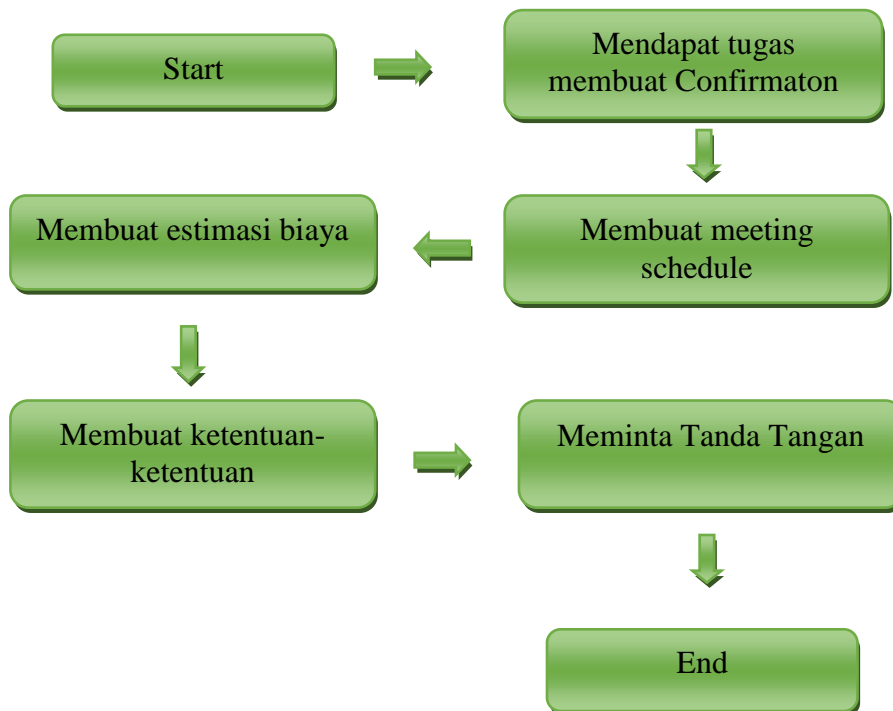 Start
Mendapat tugas
membuat Confirmaton
Membuat meeting
schedule
Membuat estimasi biaya
Membuat ketentuan-
ketentuan
Meminta Tanda Tangan
End